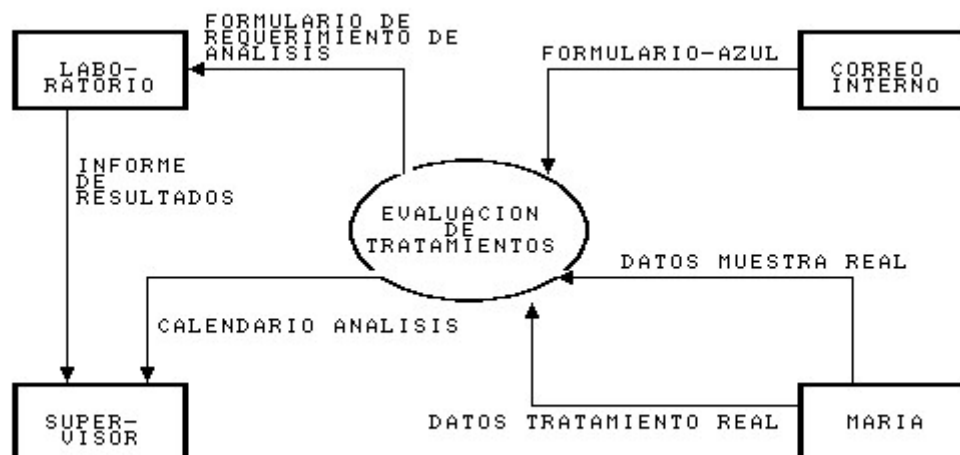 FORMULARIO DE
REQUERIMIENTO DE
ANÁLISIS
LABO-
RATORIO
FORMULARIO-AZUL
CORREO
INTERNO
INFORME
DE
RESULTADOS
EVALUACION
DE
TRATAMIENTOS
DATOS MUESTRA REAL
CALENDARIO ANALISIS
SUPER-
VISOR
DATOS TRATAMIENTO REAL
MARIA